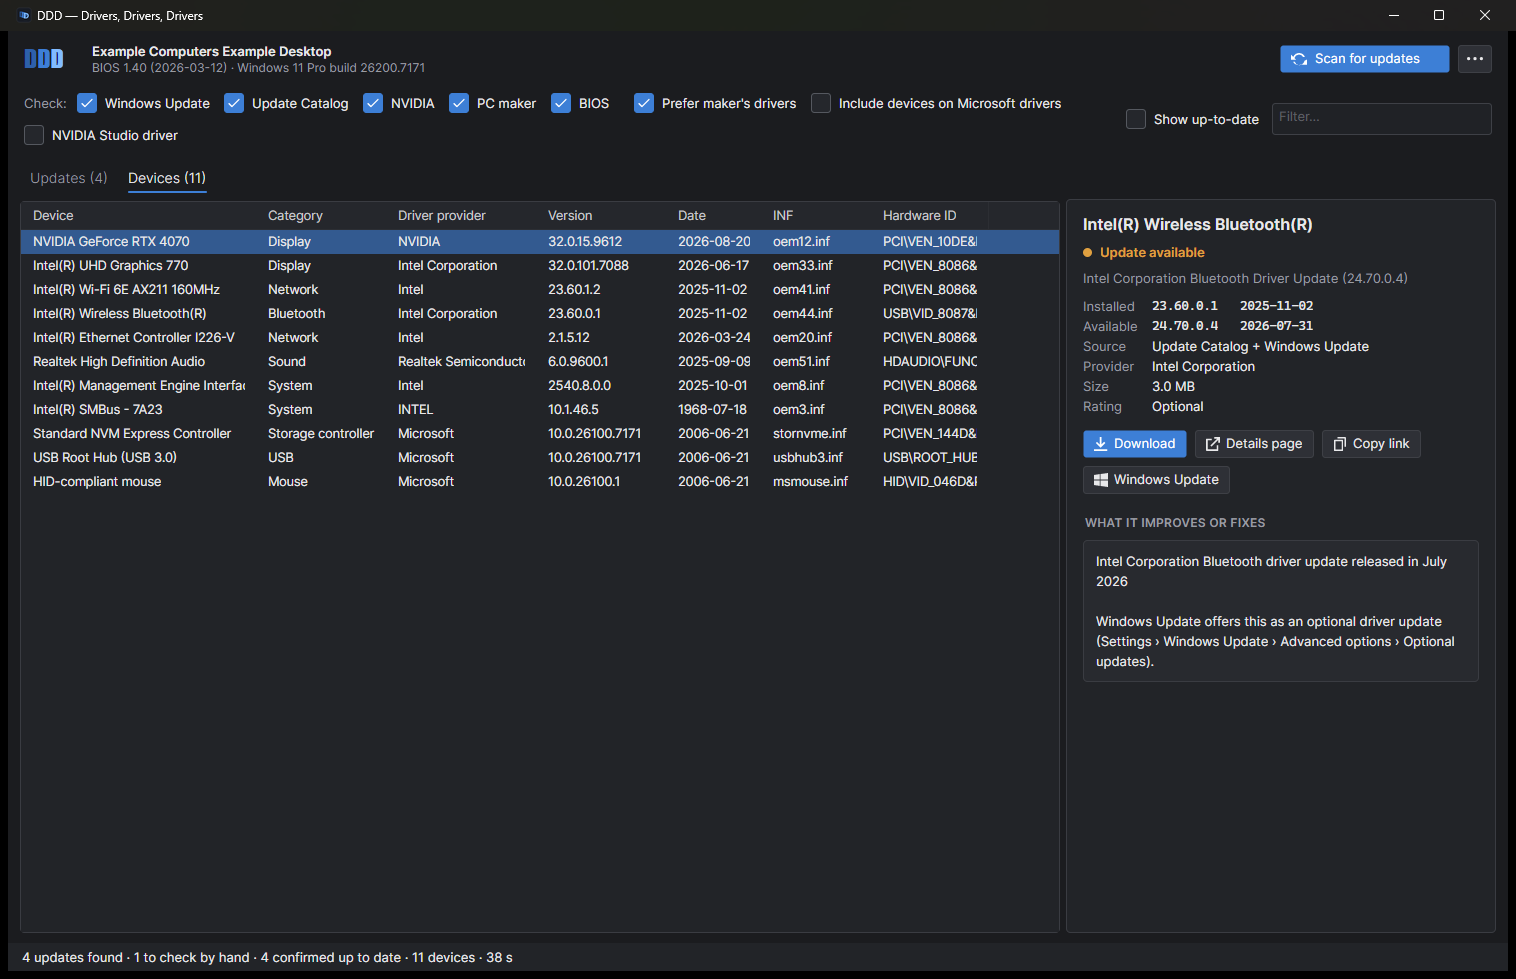 DDD — Drivers, Drivers, Drivers
DDD
Example Computers Example Desktop
BIOS 1.40 (2026-03-12) · Windows 11 Pro build 26200.7171
Scan for updates
Check: Windows Update Update Catalog NVIDIA PC maker BIOS Prefer maker's drivers Include devices on Microsoft drivers
NVIDIA Studio driver
Show up-to-date Filter...
Updates (4) Devices (11)
Device Category Driver provider Version Date INF Hardware ID
NVIDIA GeForce RTX 4070 Display NVIDIA 32.0.15.9612 2026-08-20 oem12.inf PCI\VEN_10DE&
Intel(R) UHD Graphics 770 Display Intel Corporation 32.0.101.7088 2026-06-17 oem33.inf PCI\VEN_8086&
Intel(R) Wi-Fi 6E AX211 160MHz Network Intel 23.60.1.2 2025-11-02 oem41.inf PCI\VEN_8086&
Intel(R) Wireless Bluetooth(R) Bluetooth Intel Corporation 23.60.0.1 2025-11-02 oem44.inf USB\VID_8087&
Intel(R) Ethernet Controller I226-V Network Intel 2.1.5.12 2026-03-24 oem20.inf PCI\VEN_8086&
Realtek High Definition Audio Sound Realtek Semiconducto 6.0.9600.1 2025-09-09 oem51.inf HDAUDIO\FUNC
Intel(R) Management Engine Interfac System Intel 2540.8.0.0 2025-10-01 oem8.inf PCI\VEN_8086&
Intel(R) SMBus - 7A23 System INTEL 10.1.46.5 1968-07-18 oem3.inf PCI\VEN_8086&
Standard NVM Express Controller Storage controller Microsoft 10.0.26100.7171 2006-06-21 stornvme.inf PCI\VEN_144D&
USB Root Hub (USB 3.0) USB Microsoft 10.0.26100.7171 2006-06-21 usbhub3.inf USB\ROOT_HUB
HID-compliant mouse Mouse Microsoft 10.0.26100.1 2006-06-21 msmouse.inf HID\VID_046D&
Intel(R) Wireless Bluetooth(R)
Update available
Intel Corporation Bluetooth Driver Update (24.70.0.4)
Installed 23.60.0.1 2025-11-02
Available 24.70.0.4 2026-07-31
Source Update Catalog + Windows Update
Provider Intel Corporation
Size 3.0 MB
Rating Optional
Download Details page Copy link
Windows Update
WHAT IT IMPROVES OR FIXES
Intel Corporation Bluetooth driver update released in July
2026
Windows Update offers this as an optional driver update
(Settings › Windows Update › Advanced options › Optional
updates).
4 updates found · 1 to check by hand · 4 confirmed up to date · 11 devices · 38 s